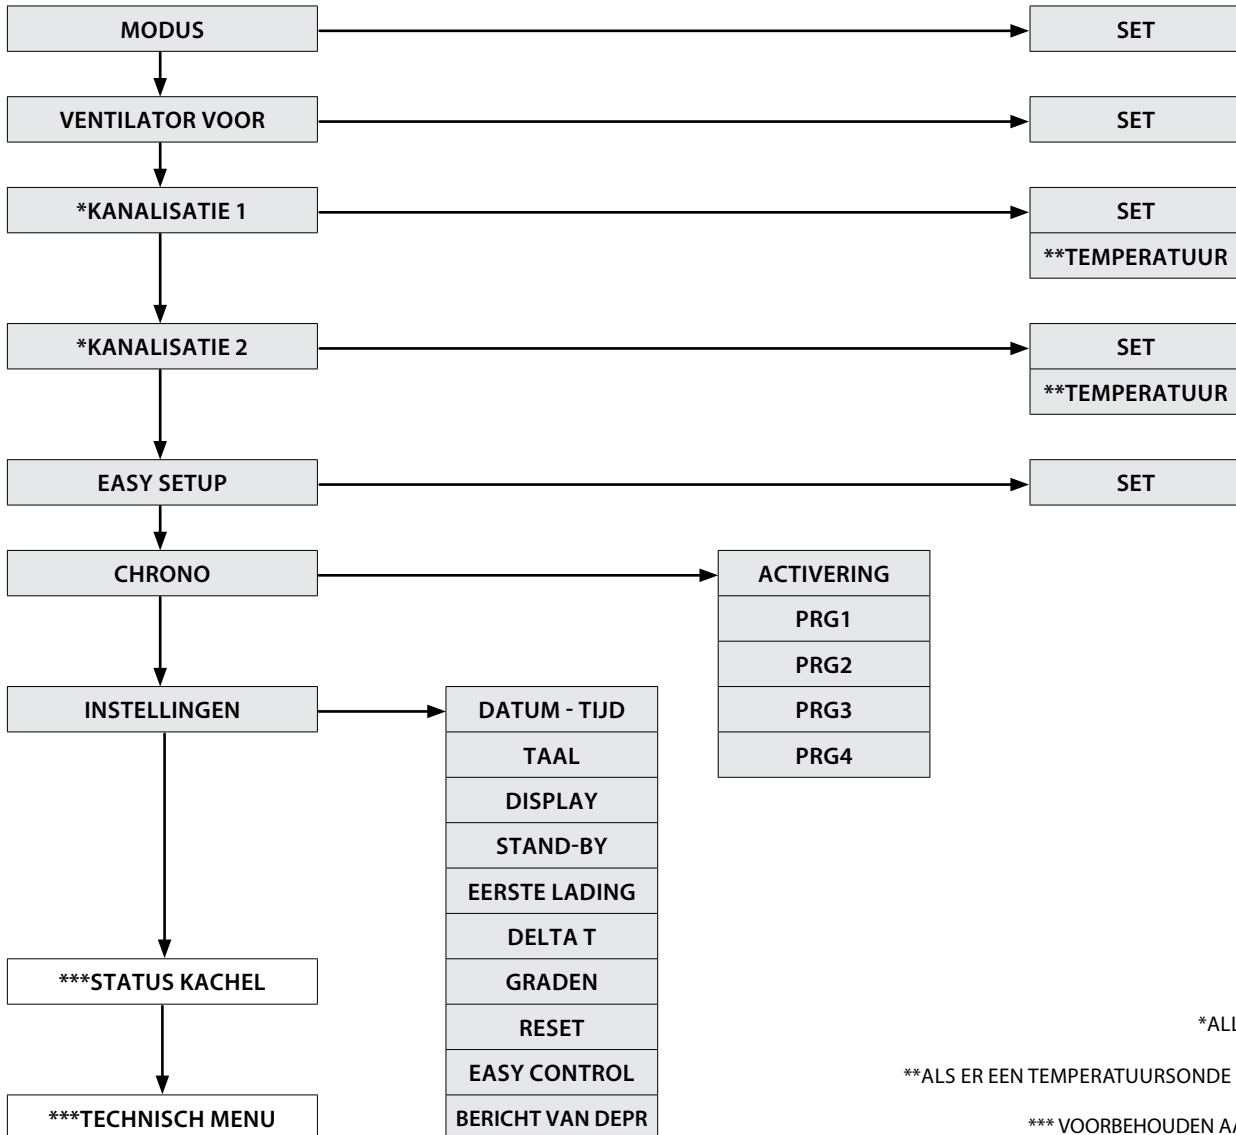 MODUS
SET
VENTILATOR VOOR
SET
*KANALISATIE 1
SET
**TEMPERATUUR
*KANALISATIE 2
SET
**TEMPERATUUR
EASY SETUP
SET
CHRONO
ACTIVERING
PRG1
PRG2
PRG3
PRG4
INSTELLINGEN
DATUM - TIJD
TAAL
DISPLAY
STAND-BY
EERSTE LADING
DELTA T
GRADEN
RESET
EASY CONTROL
BERICHT VAN DEPR
***STATUS KACHEL
***TECHNISCH MENU
*ALL
**ALS ER EEN TEMPERATUURSONDE
*** VOORBEHOUDEN AA